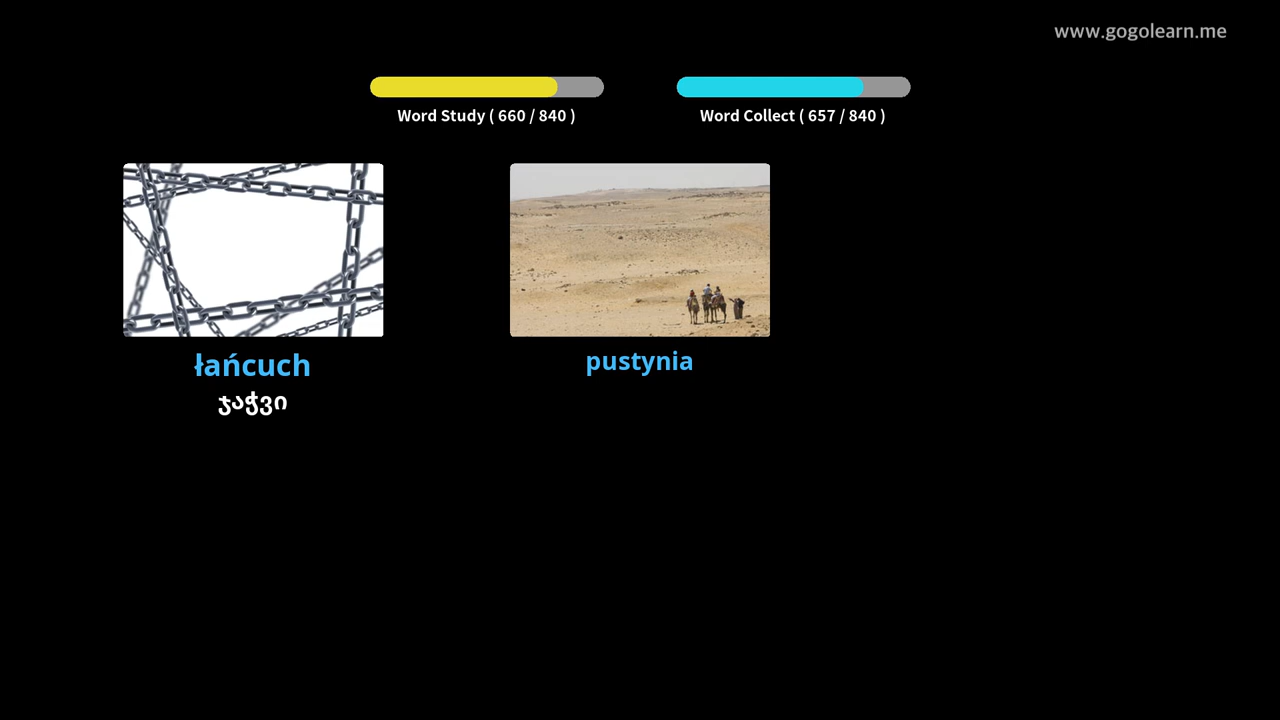 www.gogolearn.me
Word Study ( 660 / 840 )
Word Collect ( 657 / 840 )
łańcuch
ჯაჭვი
pustynia